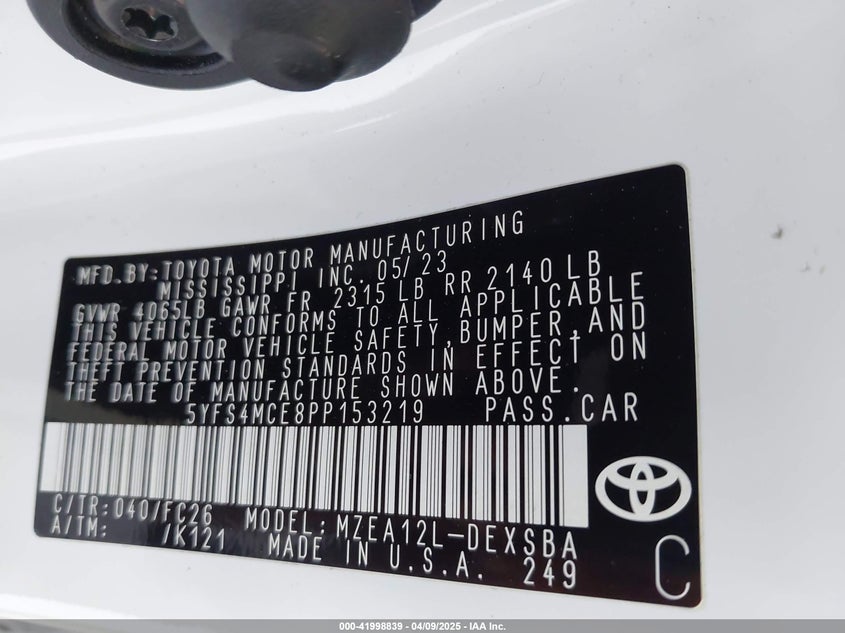 MFD.BY:TOYOTA MOTOR MANUFACTURING
MISSISSIPPI INC. 05/23
GVWR 4065LB GAWR FR 2315 LB RR 2140LB
THIS VEHICLE CONFORMS TO ALL APPLICABLE
FEDERAL MOTOR VEHICLE SAFETY,BUMPER,AND
THEFT PREVENTION STANDARDS IN EFFECT ON
THE DATE OF MANUFACTURE SHOWN ABOVE.
5YFS4MCE8PP153219 PASS.CAR
C/TR:040/FC26 MODEL:MZEA12L-DEXSBA
A/TM: /K121 MADE IN U.S.A. 249
C
000-41998839 - 04/09/2025 - IAA Inc.